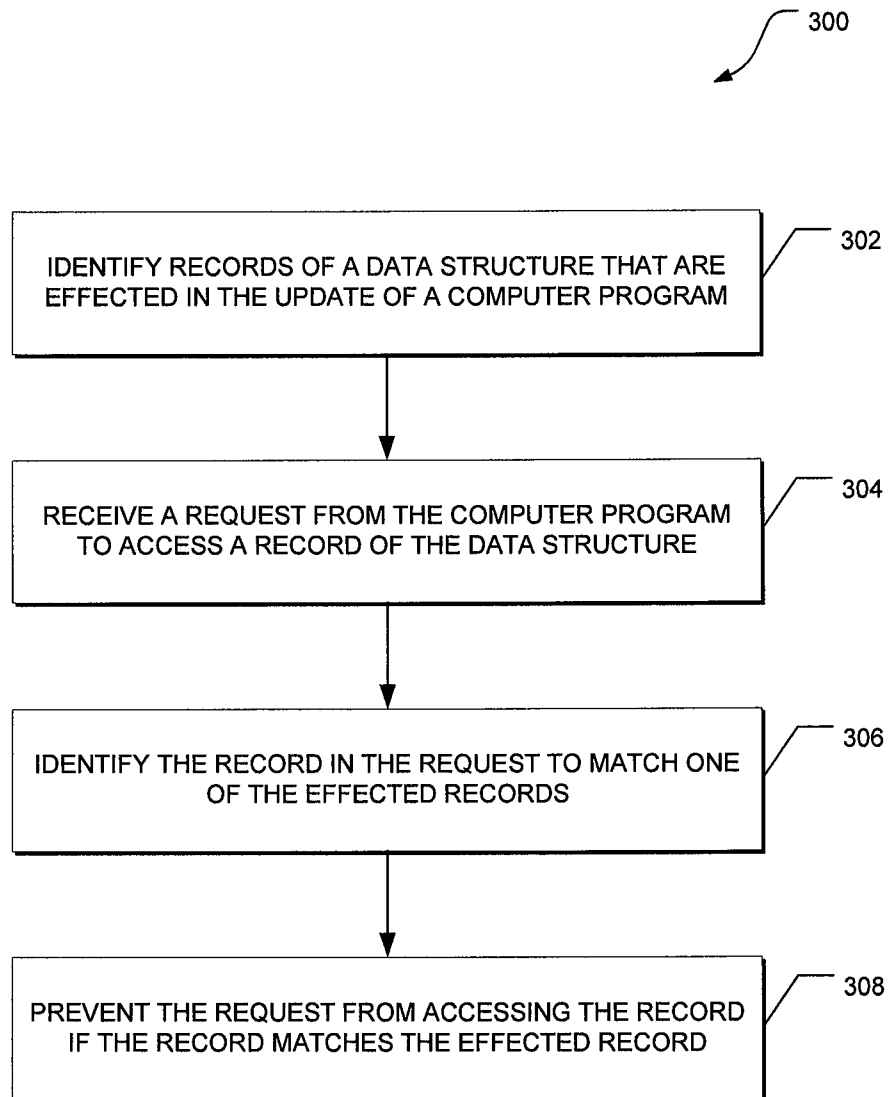 300
IDENTIFY RECORDS OF A DATA STRUCTURE THAT ARE
EFFECTED IN THE UPDATE OF A COMPUTER PROGRAM
302
RECEIVE A REQUEST FROM THE COMPUTER PROGRAM
TO ACCESS A RECORD OF THE DATA STRUCTURE
304
IDENTIFY THE RECORD IN THE REQUEST TO MATCH ONE
OF THE EFFECTED RECORDS
306
PREVENT THE REQUEST FROM ACCESSING THE RECORD
IF THE RECORD MATCHES THE EFFECTED RECORD
308